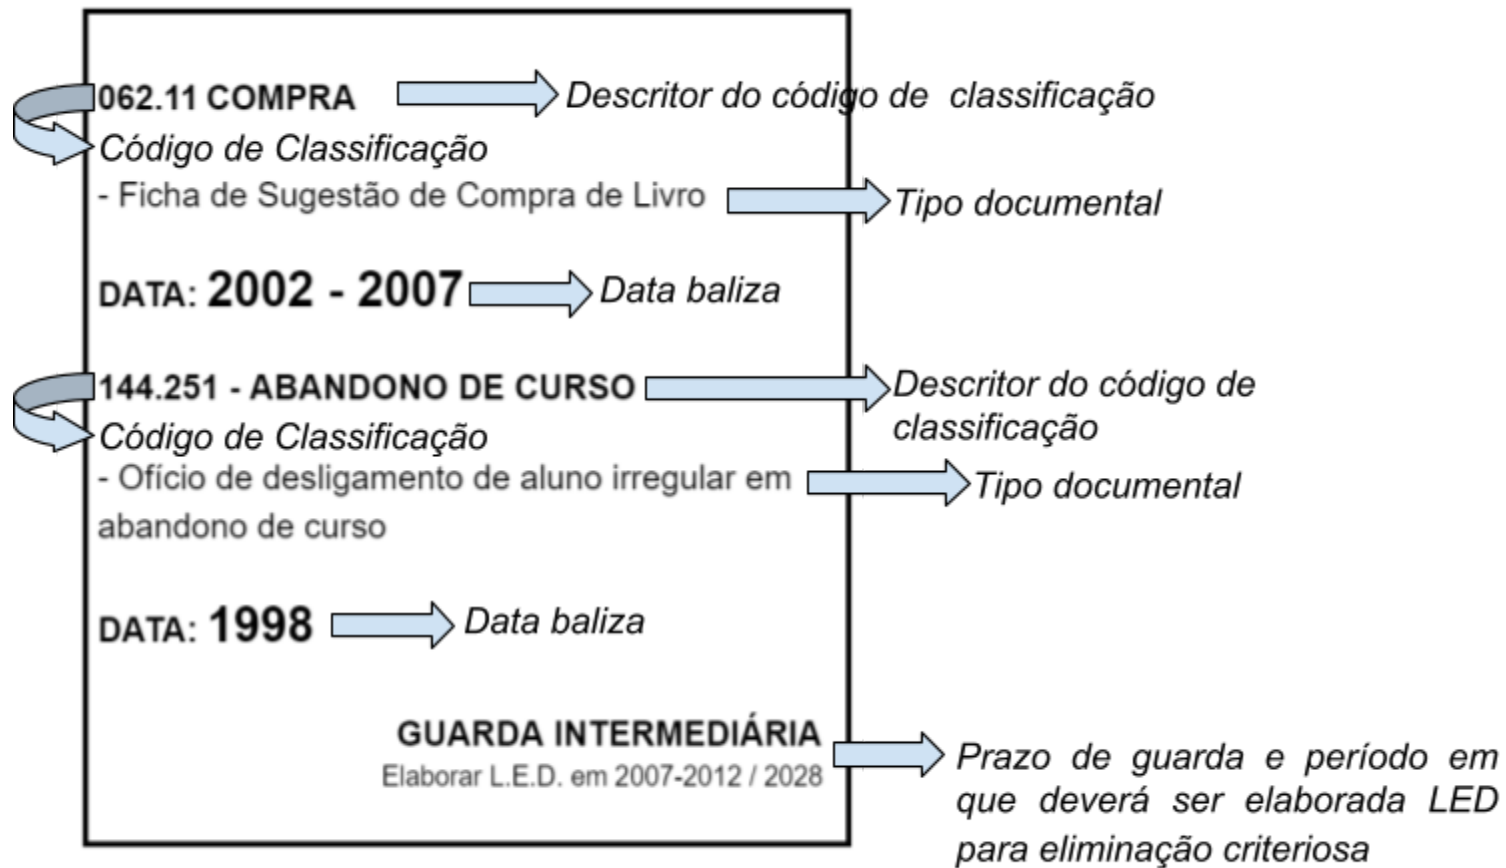 062.11 COMPRA
Descritor do código de classificação
Código de Classificação
- Ficha de Sugestão de Compra de Livro
Tipo documental
DATA: 2002 - 2007
Data baliza
144.251 - ABANDONO DE CURSO
Descritor do código de
classificação
Código de Classificação
- Ofício de desligamento de aluno irregular em
abandono de curso
Tipo documental
DATA: 1998
Data baliza
GUARDA INTERMEDIÁRIA
Elaborar L.E.D. em 2007-2012 / 2028
Prazo de guarda e período em
que deverá ser elaborada LED
para eliminação criteriosa